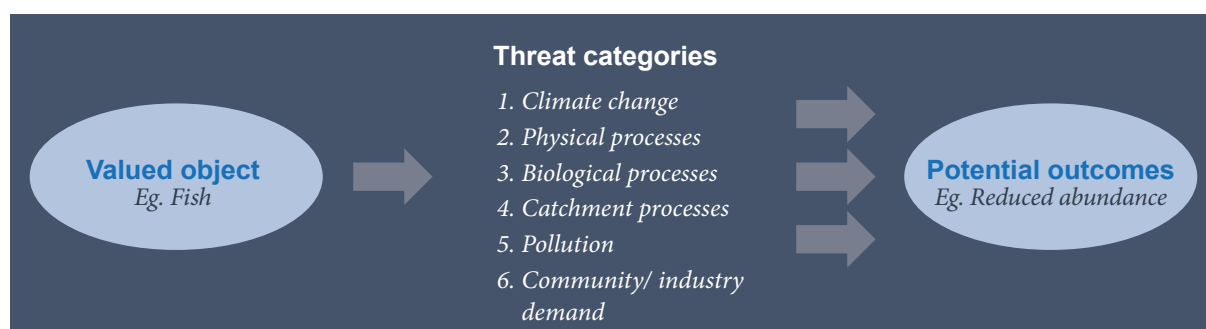 Valued object
Eg. Fish
Threat categories
1. Climate change
2. Physical processes
3. Biological processes
4. Catchment processes
5. Pollution
6. Community/ industry
demand
Potential outcomes
Eg. Reduced abundance